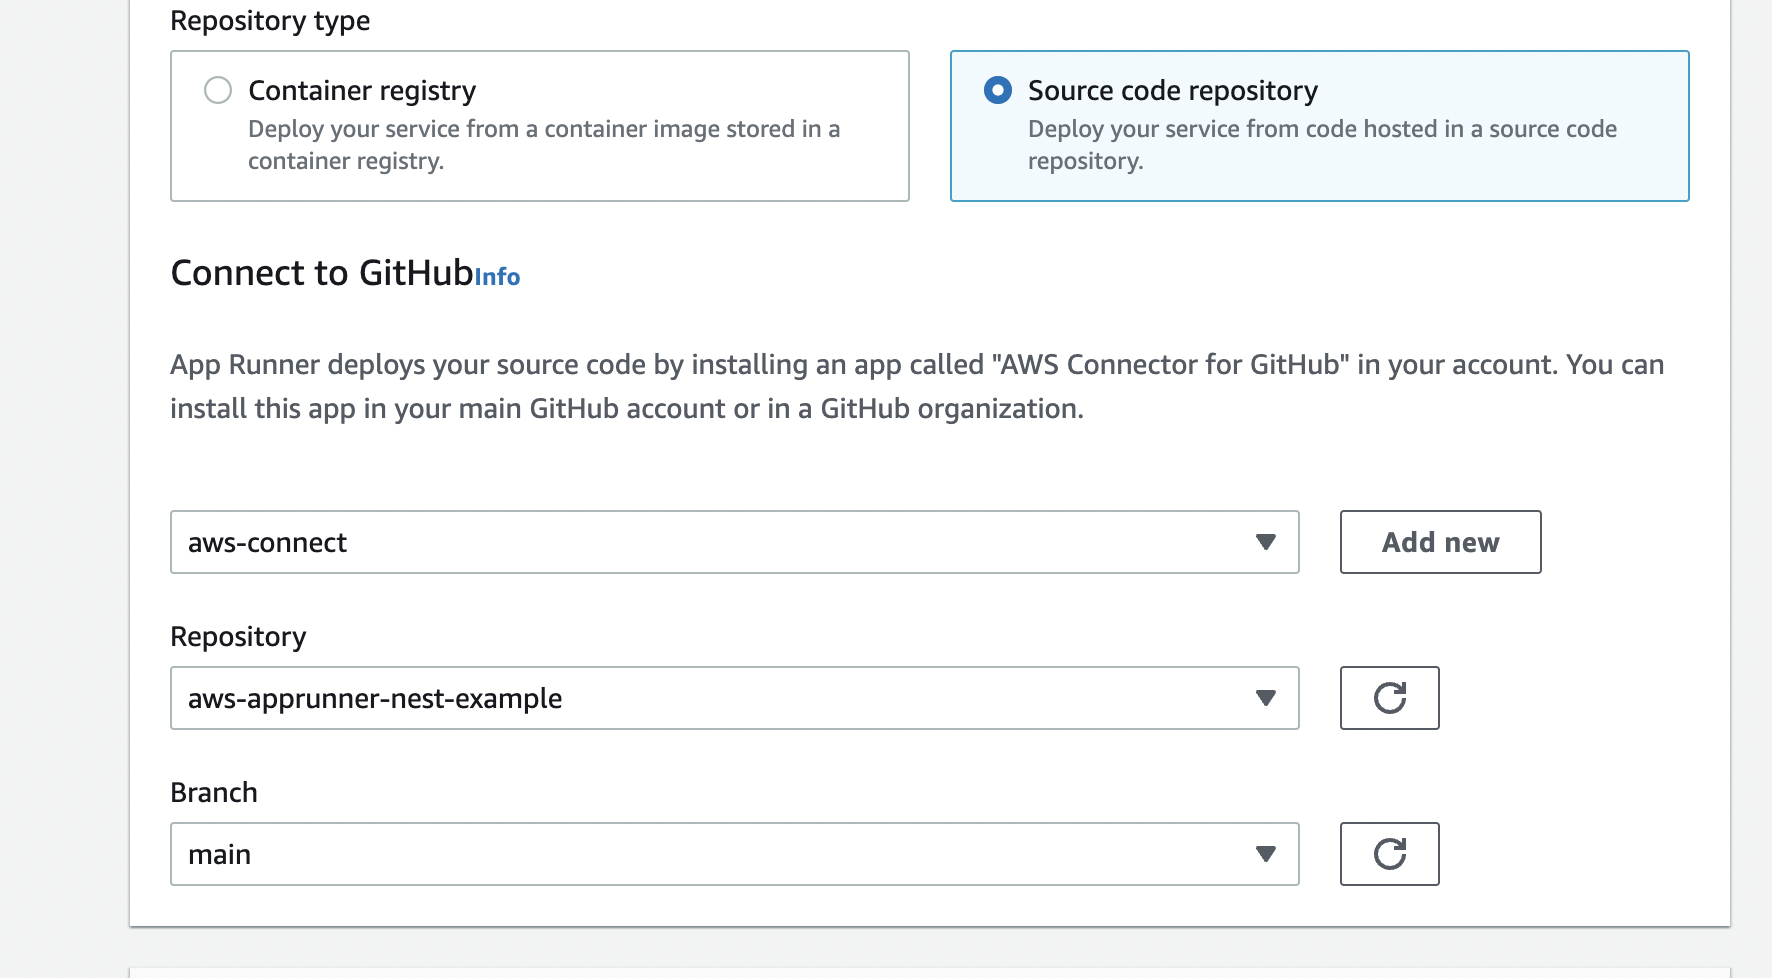 Repository type
Container registry
Deploy your service from a container image stored in a
container registry.
Source code repository
Deploy your service from code hosted in a source code
repository.
Connect to GitHubInfo
App Runner deploys your source code by installing an app called "AWS Connector for GitHub" in your account. You can
install this app in your main GitHub account or in a GitHub organization.
aws-connect
Add new
Repository
aws-apprunner-nest-example
Branch
main